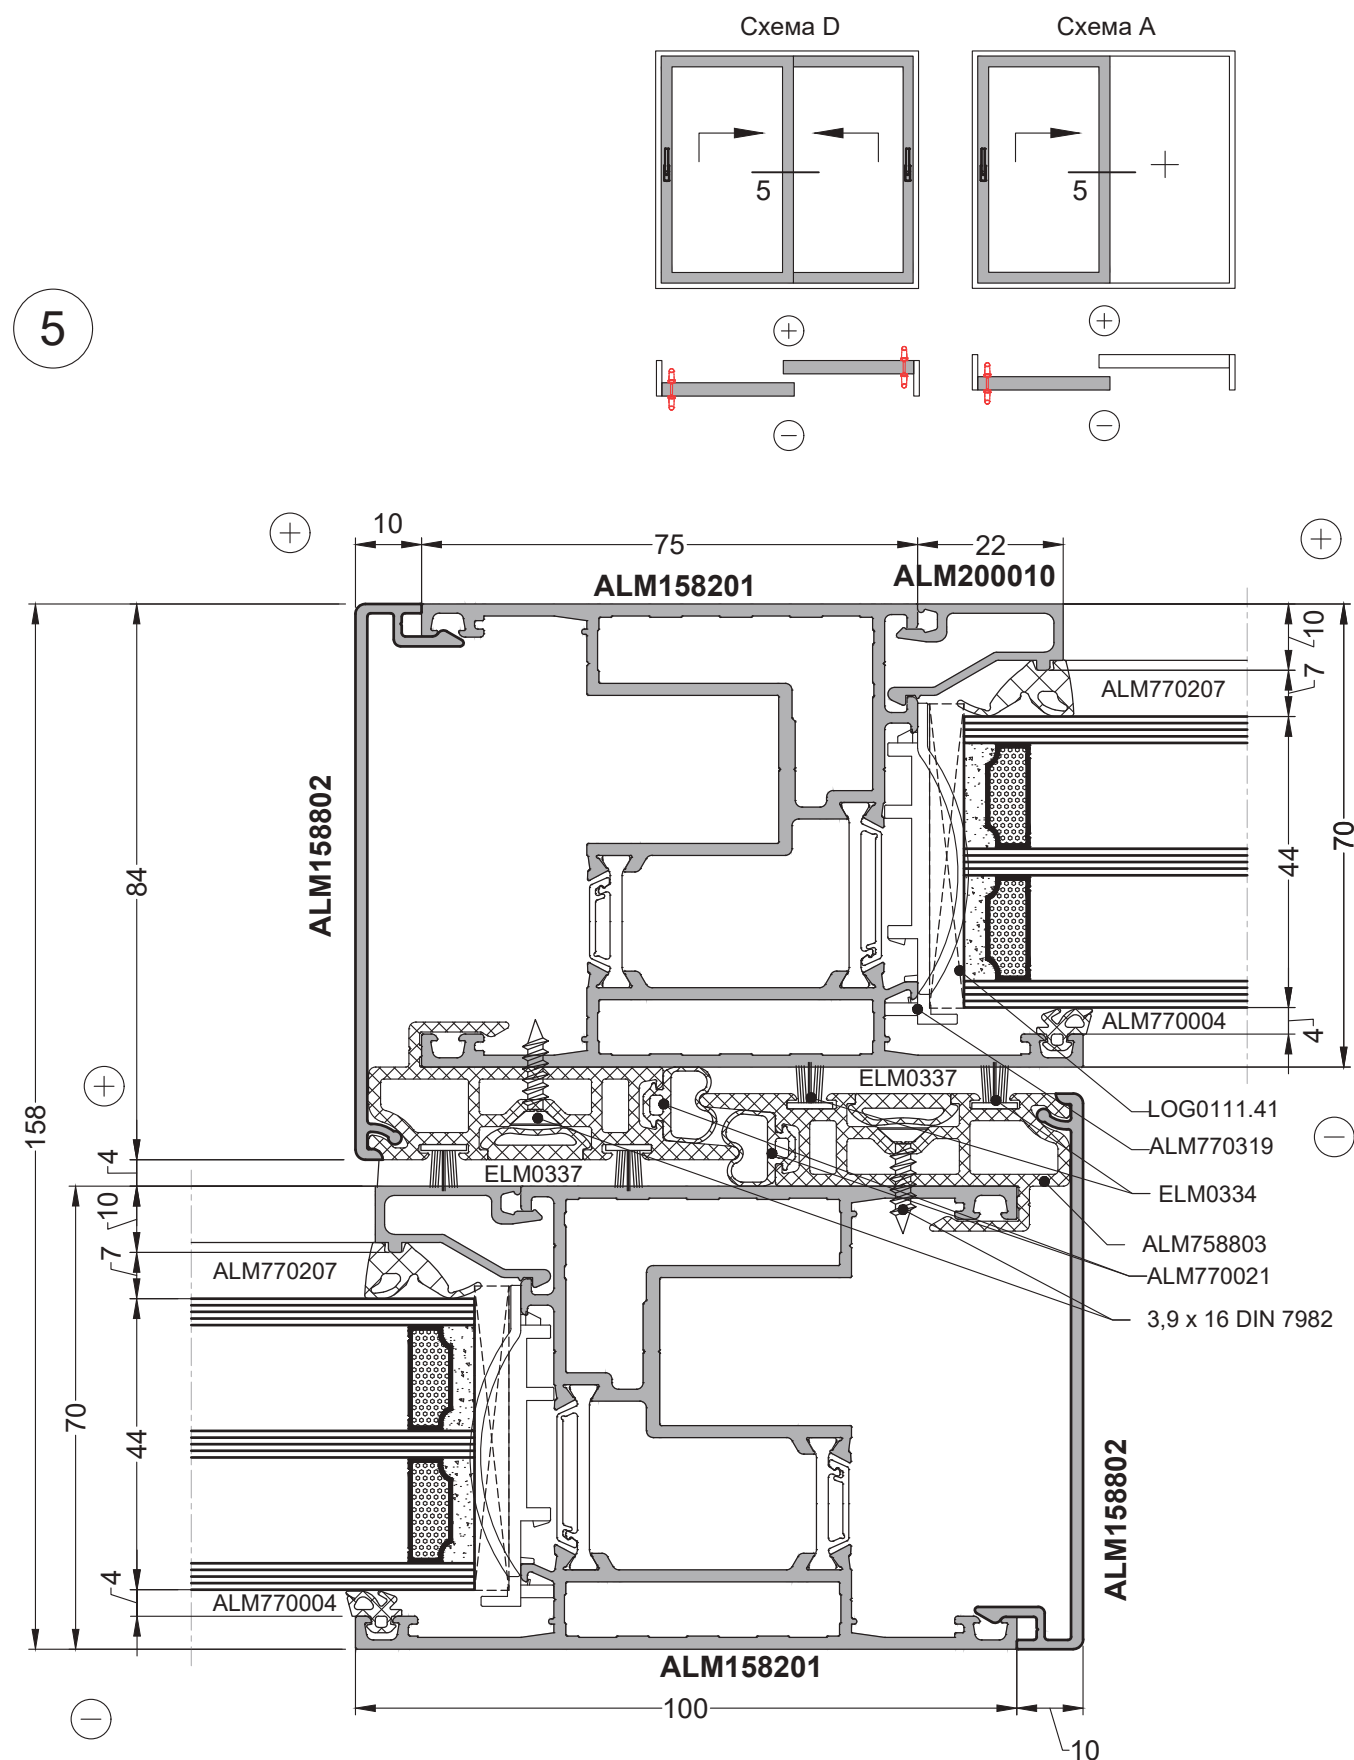 Схема D
Схема A
5
5
5
10
75
22
ALM158201
ALM200010
10
7
ALM770207
ALM158802
84
44
70
ALM770004
4
158
ELM0337
LOG0111.41
ALM770319
4
ELM0337
ELM0334
10
ALM758803
7
ALM770207
ALM770021
3,9 x 16 DIN 7982
70
44
ALM158802
4
ALM770004
ALM158201
100
10